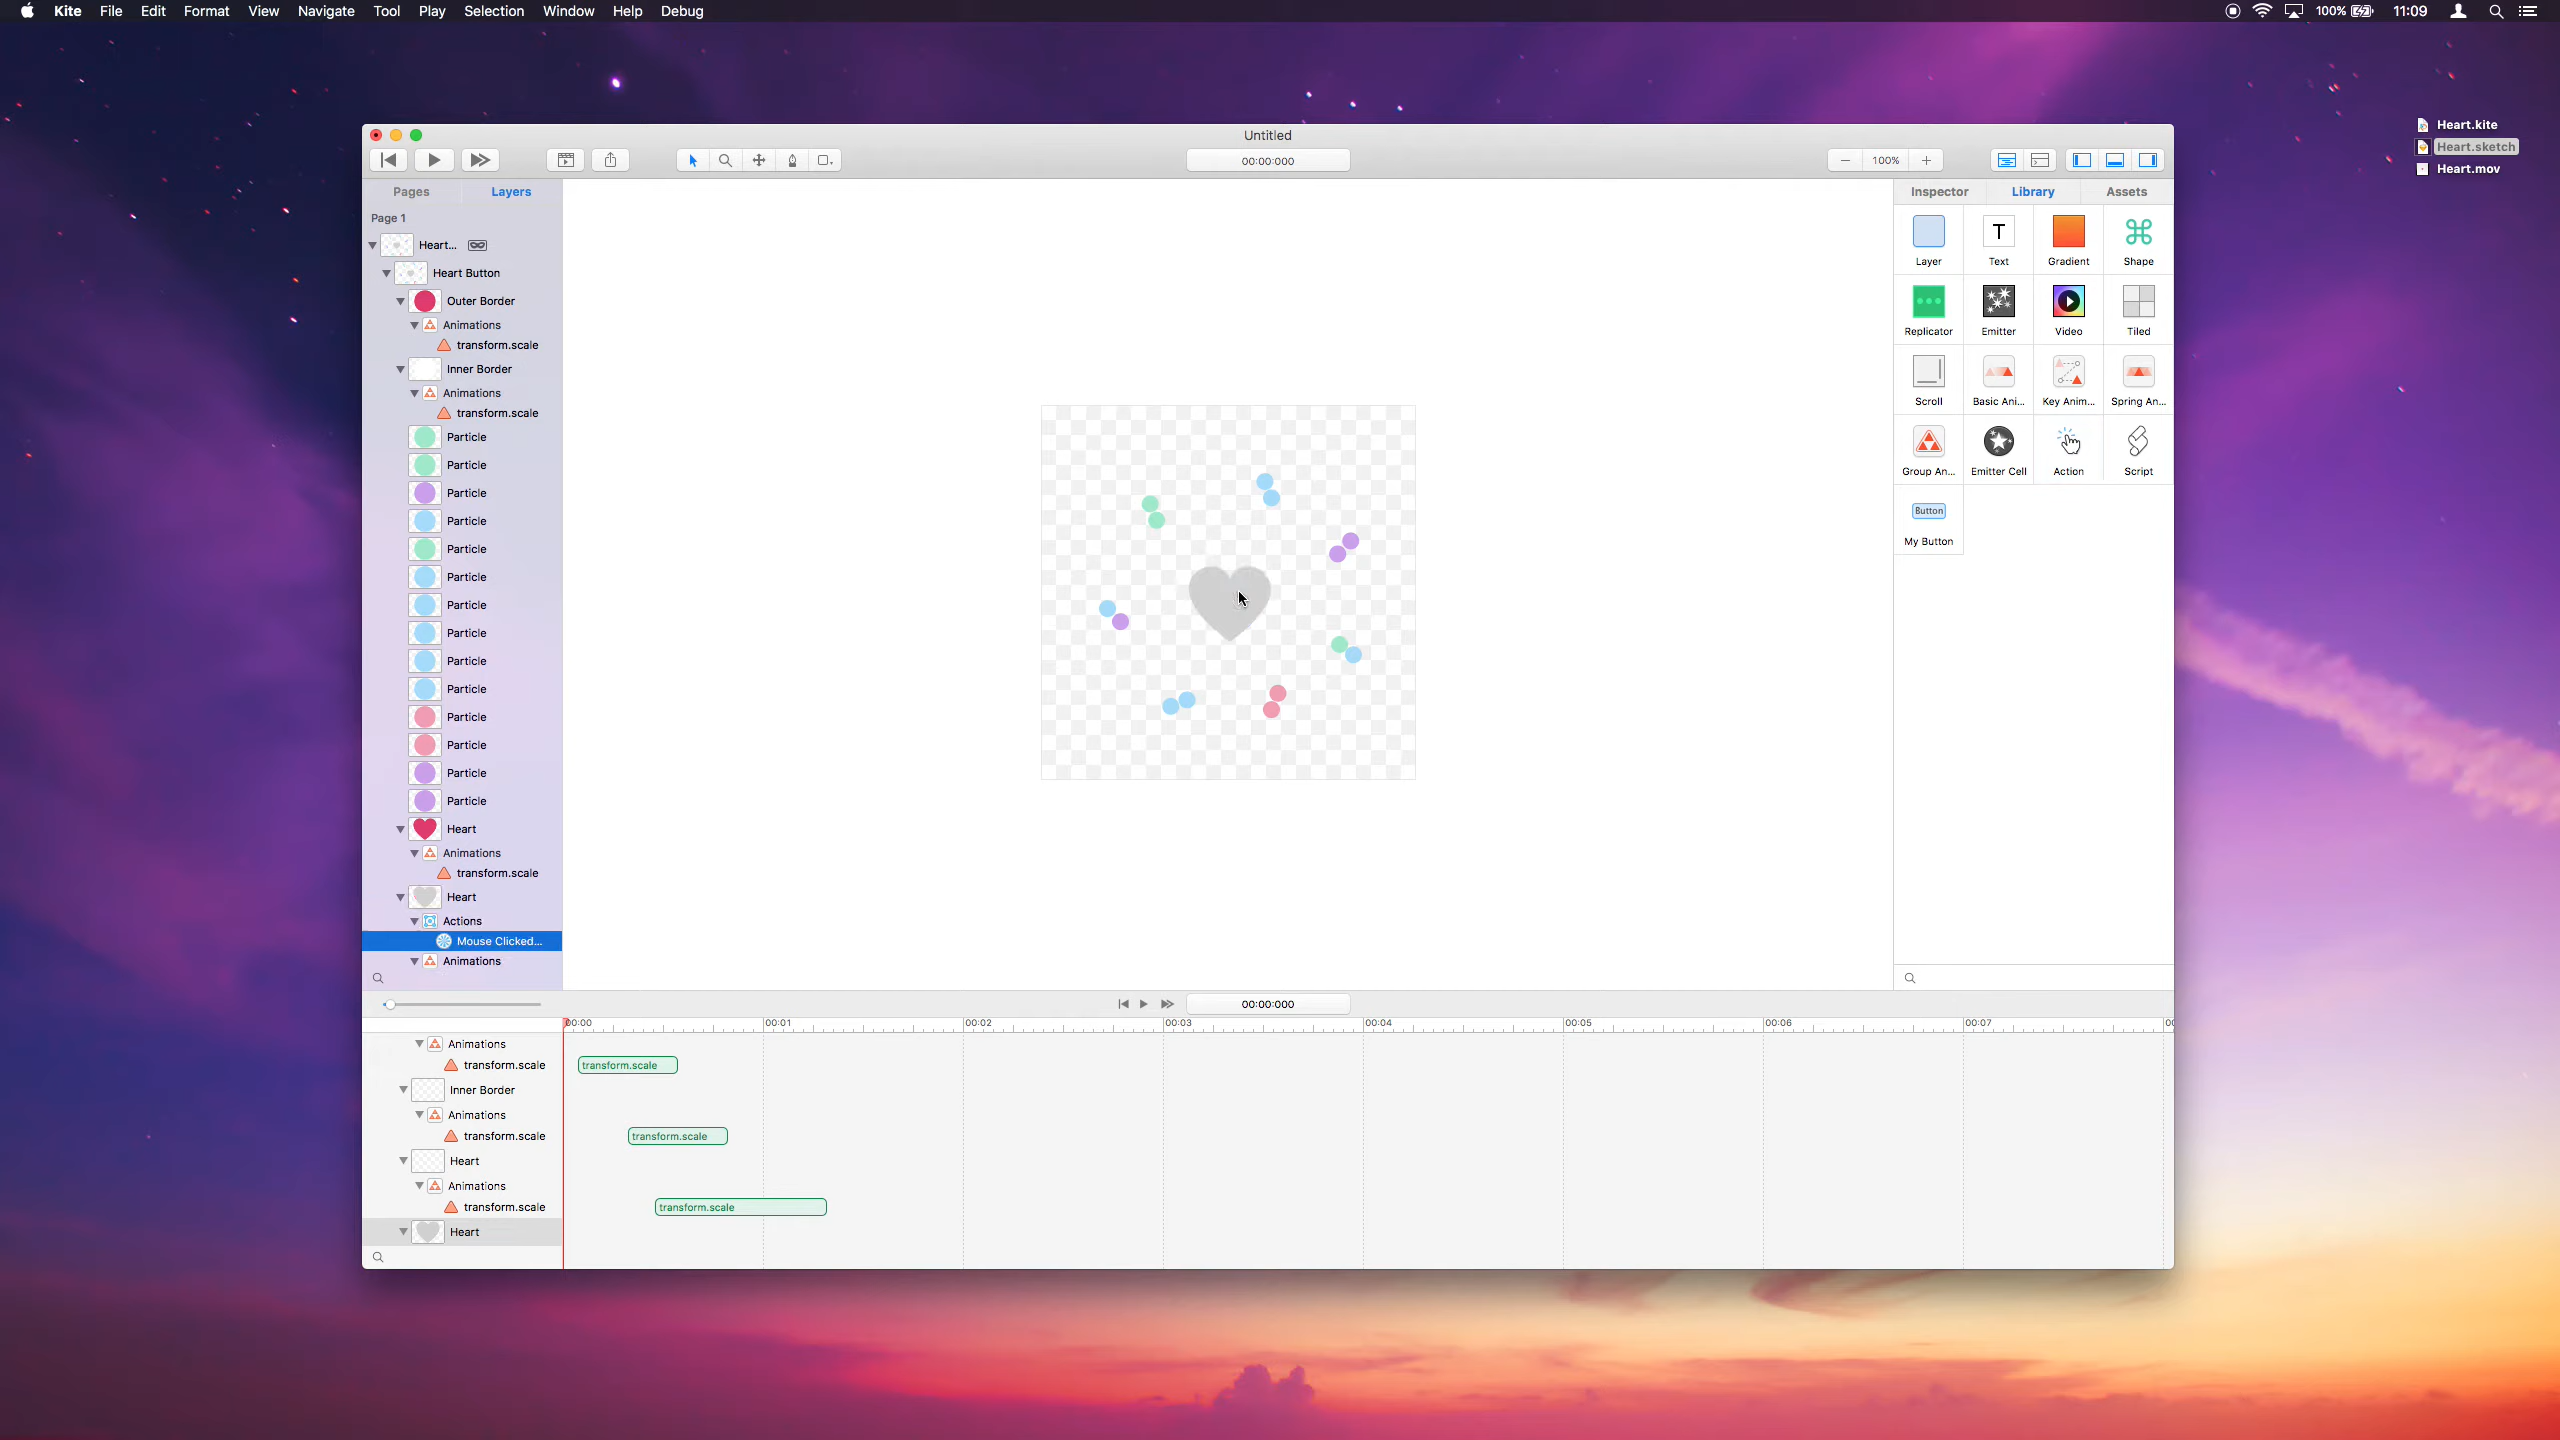 Kite File Edit Format View Navigate Tool Play Selection Window Help Debug
100% 11:09
Heart.kite
Heart.sketch
Heart.mov
Untitled
00:00:000
100%
Pages Layers
Inspector Library Assets
Page 1
Heart...
Heart Button
Outer Border
Animations
transform.scale
Inner Border
Animations
transform.scale
Particle
Particle
Particle
Particle
Particle
Particle
Particle
Particle
Particle
Particle
Particle
Particle
Particle
Particle
Heart
Animations
transform.scale
Heart
Actions
Mouse Clicked...
Animations
T
Layer Text Gradient Shape
Replicator Emitter Video Tiled
Scroll Basic Ani... Key Anim... Spring An...
Group An... Emitter Cell Action Script
Button
My Button
00:00:000
00:00 00:01 00:02 00:03 00:04 00:05 00:06 00:07
Animations
transform.scale transform.scale
Inner Border
Animations
transform.scale transform.scale
Heart
Animations
transform.scale transform.scale
Heart